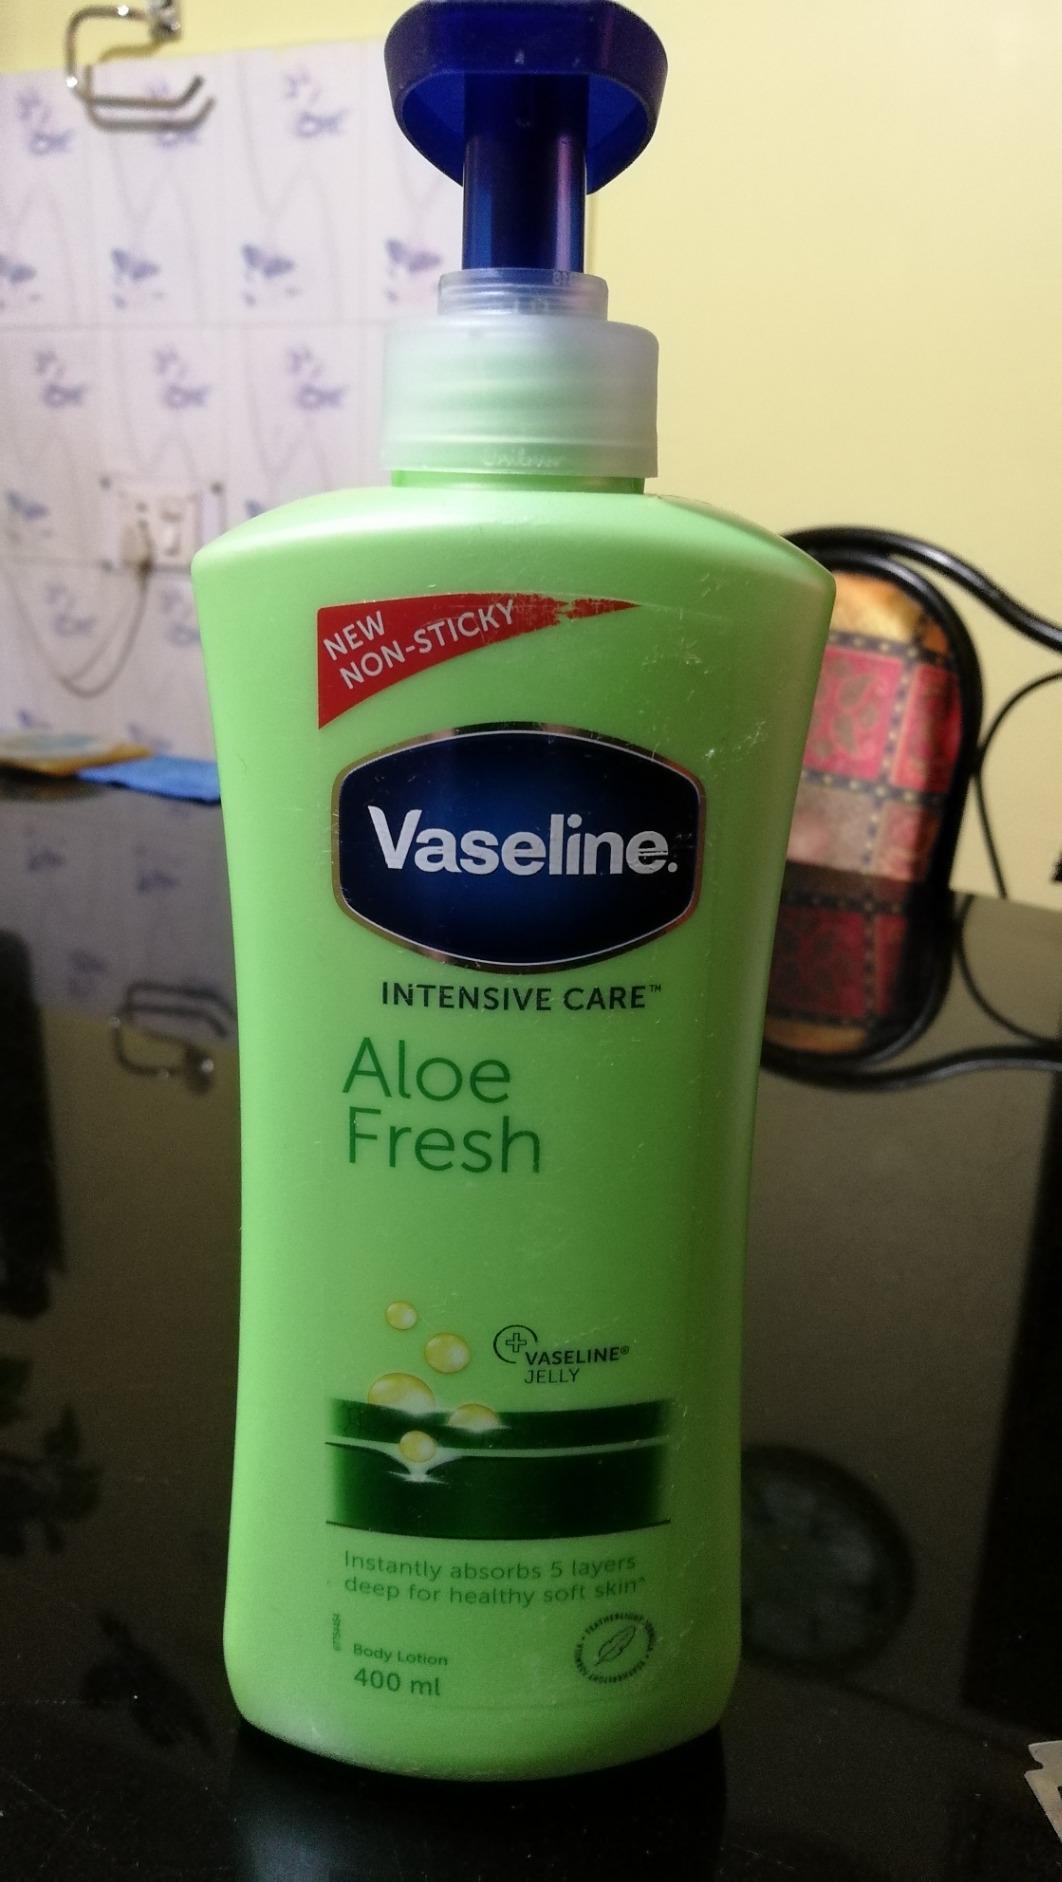 Unilever
NEW
NON-STICKY
Vaseline.
INTENSIVE CARE™
Aloe
Fresh
VASELINE®
JELLY
Instantly absorbs 5 layers
deep for healthy soft skin^
Body Lotion
400 ml